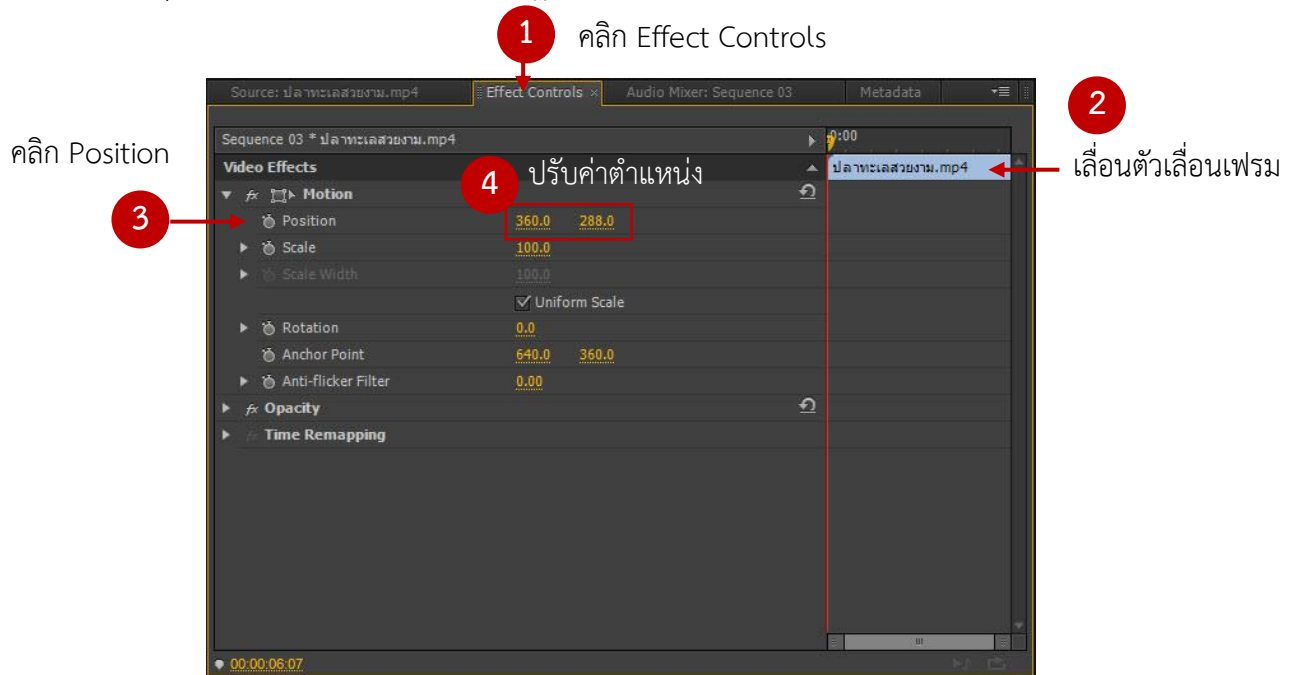 1 คลิก Effect Controls
Source: ปลาทะเลสวยงาม.mp4 Effect Controls × Audio Mixer: Sequence 03 Metadata
2
Sequence 03 * ปลาทะเลสวยงาม.mp4 0:00
คลิก Position
Video Effects 4 ปรับค่าตำแหน่ง ปลาทะเลสวยงาม.mp4 เลื่อนตัวเลื่อนเฟรม
fx Motion
3 Position 360.0 288.0
Scale 100.0
Scale Width 100.0
Uniform Scale
Rotation 0.0
Anchor Point 640.0 360.0
Anti-flicker Filter 0.00
fx Opacity
fx Time Remapping
00:00:06:07